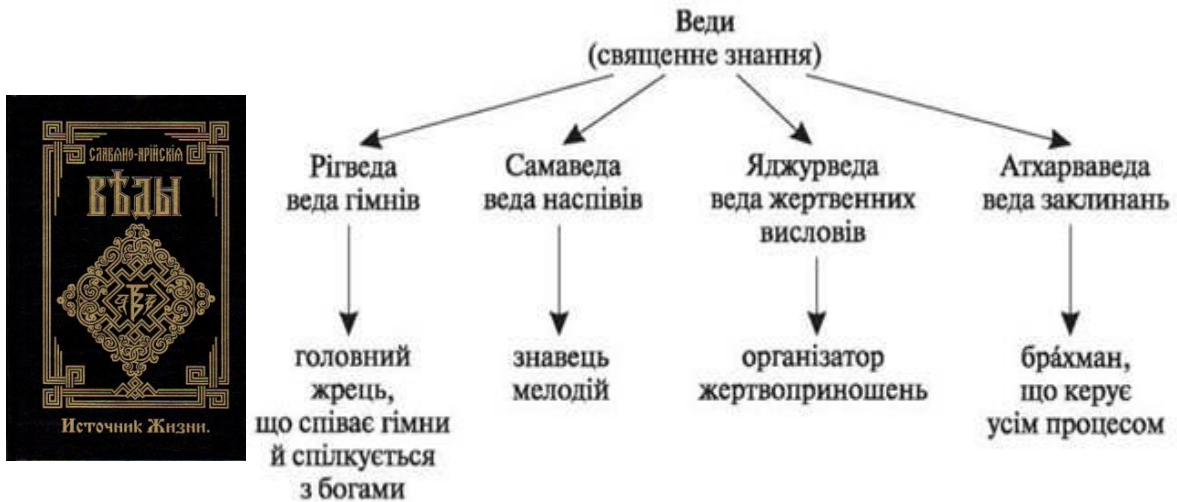 СЛАВЯНО-АРІЙСКІЯ
ВѢДЫ
Источник Жизни.
Веди
(священне знання)
Рігведа
веда гімнів
Самаведа
веда наспівів
Яджурведа
веда жертвенних
висловів
Атхарваведа
веда заклинань
головний
жрець,
що співає гімни
й спілкується
з богами
знавець
мелодій
організатор
жертвоприношень
бра́хман,
що керує
усім процесом